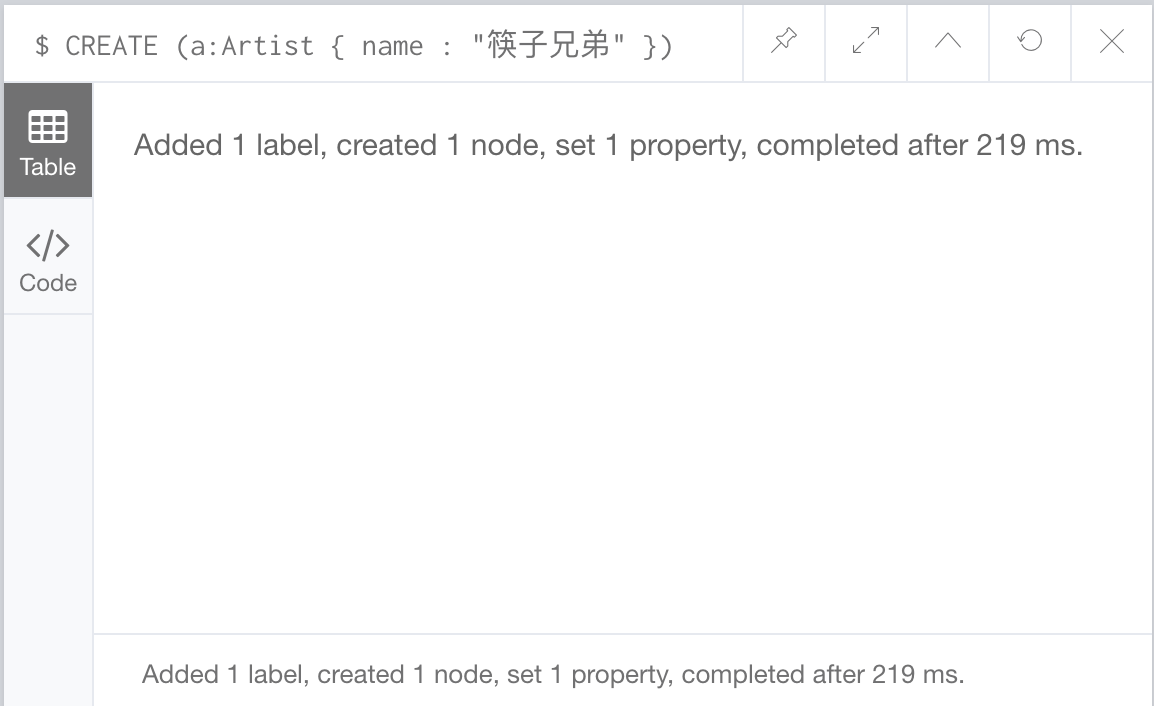 $ CREATE (a:Artist { name : "筷子兄弟" })
Table
Added 1 label, created 1 node, set 1 property, completed after 219 ms.
Code
Added 1 label, created 1 node, set 1 property, completed after 219 ms.